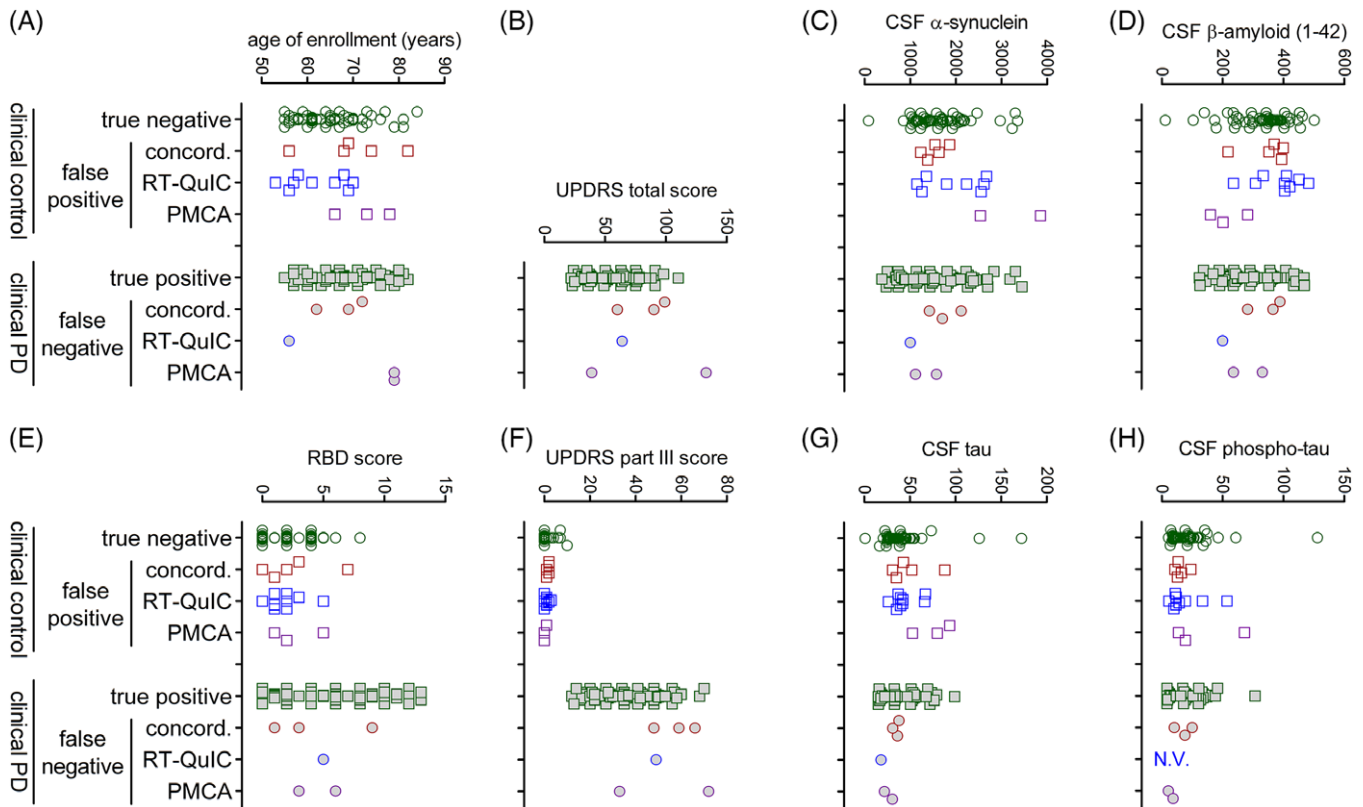 (A)
age of enrollment (years)
50 60 70 80 90
(B)
UPDRS total score
0 50 100 150
(C)
CSF α-synuclein
0 1000 2000 3000 4000
(D)
CSF β-amyloid (1-42)
0 200 400 600
clinical control
true negative
false positive
concord.
RT-QuIC
PMCA
clinical PD
true positive
false negative
concord.
RT-QuIC
PMCA
(E)
RBD score
0 5 10 15
(F)
UPDRS part III score
0 20 40 60 80
(G)
CSF tau
0 50 100 150 200
(H)
CSF phospho-tau
0 50 100 150
clinical control
true negative
false positive
concord.
RT-QuIC
PMCA
clinical PD
true positive
false negative
concord.
RT-QuIC
PMCA
N.V.